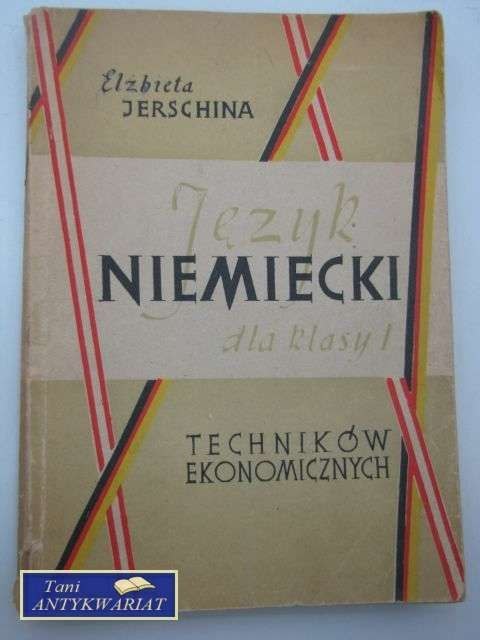 Elżbieta
JERSCHINA
Język
NIEMIECKI
dla klasy I
TECHNIKÓW
EKONOMICZNYCH
Tani
ANTYKWARIAT